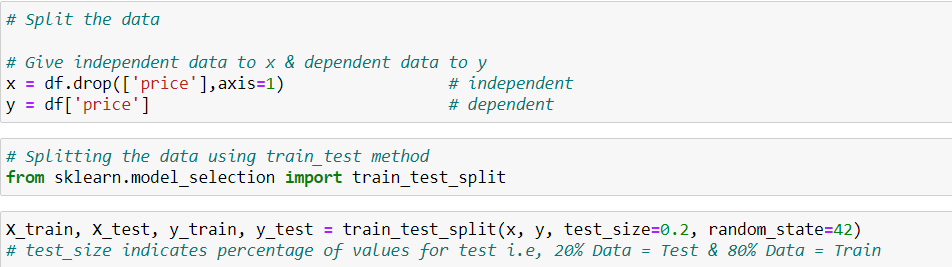 # Split the data
# Give independent data to x & dependent data to y
x = df.drop(['price'],axis=1) # independent
y = df['price'] # dependent
# Splitting the data using train_test method
from sklearn.model_selection import train_test_split
X_train, X_test, y_train, y_test = train_test_split(x, y, test_size=0.2, random_state=42)
# test_size indicates percentage of values for test i.e, 20% Data = Test & 80% Data = Train